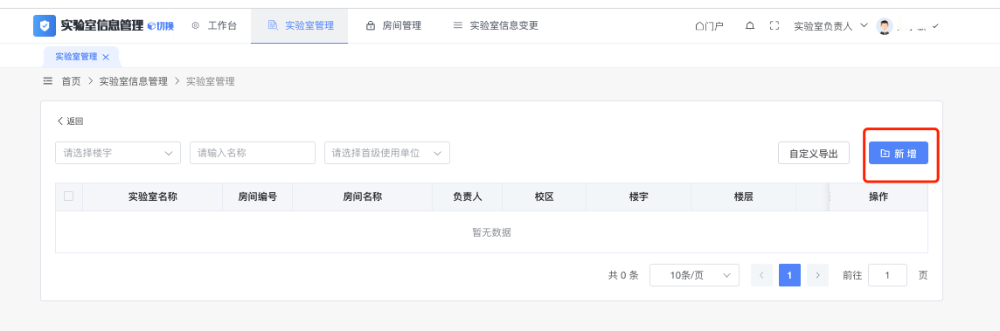 实验室信息管理 切换 工作台 实验室管理 房间管理 实验室信息变更 门户 实验室负责人
实验室管理
首页 > 实验室信息管理 > 实验室管理
返回
请选择楼宇 请输入名称 请选择首级使用单位 自定义导出 新增
实验室名称 房间编号 房间名称 负责人 校区 楼宇 楼层 操作
暂无数据
共 0 条 10条/页 1 前往 1 页